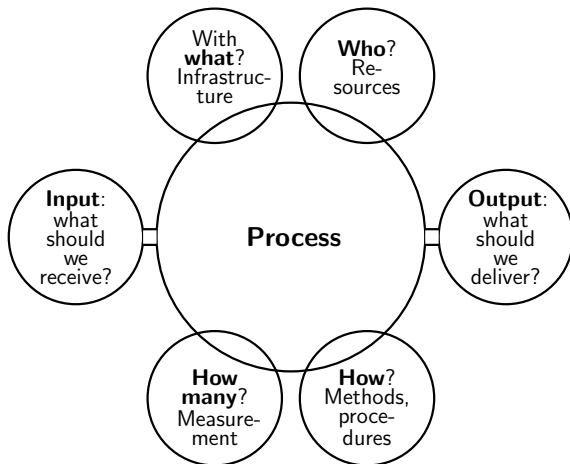 With
what?
Infrastruc-
ture
Who?
Re-
sources
Input:
what
should
we
receive?
Process
Output:
what
should
we
deliver?
How
many?
Measure-
ment
How?
Methods,
proce-
dures